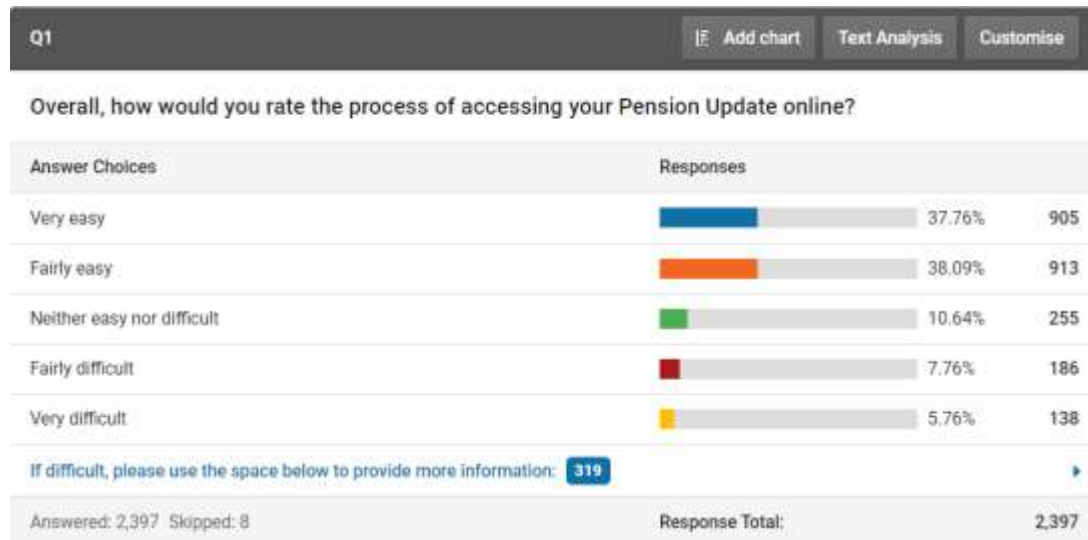 Q1 Add chart Text Analysis Customise
Overall, how would you rate the process of accessing your Pension Update online?
Answer Choices Responses
Very easy 37.76% 905
Fairly easy 38.09% 913
Neither easy nor difficult 10.64% 255
Fairly difficult 7.76% 186
Very difficult 5.76% 138
If difficult, please use the space below to provide more information: 319
Answered: 2,397 Skipped: 8 Response Total: 2,397